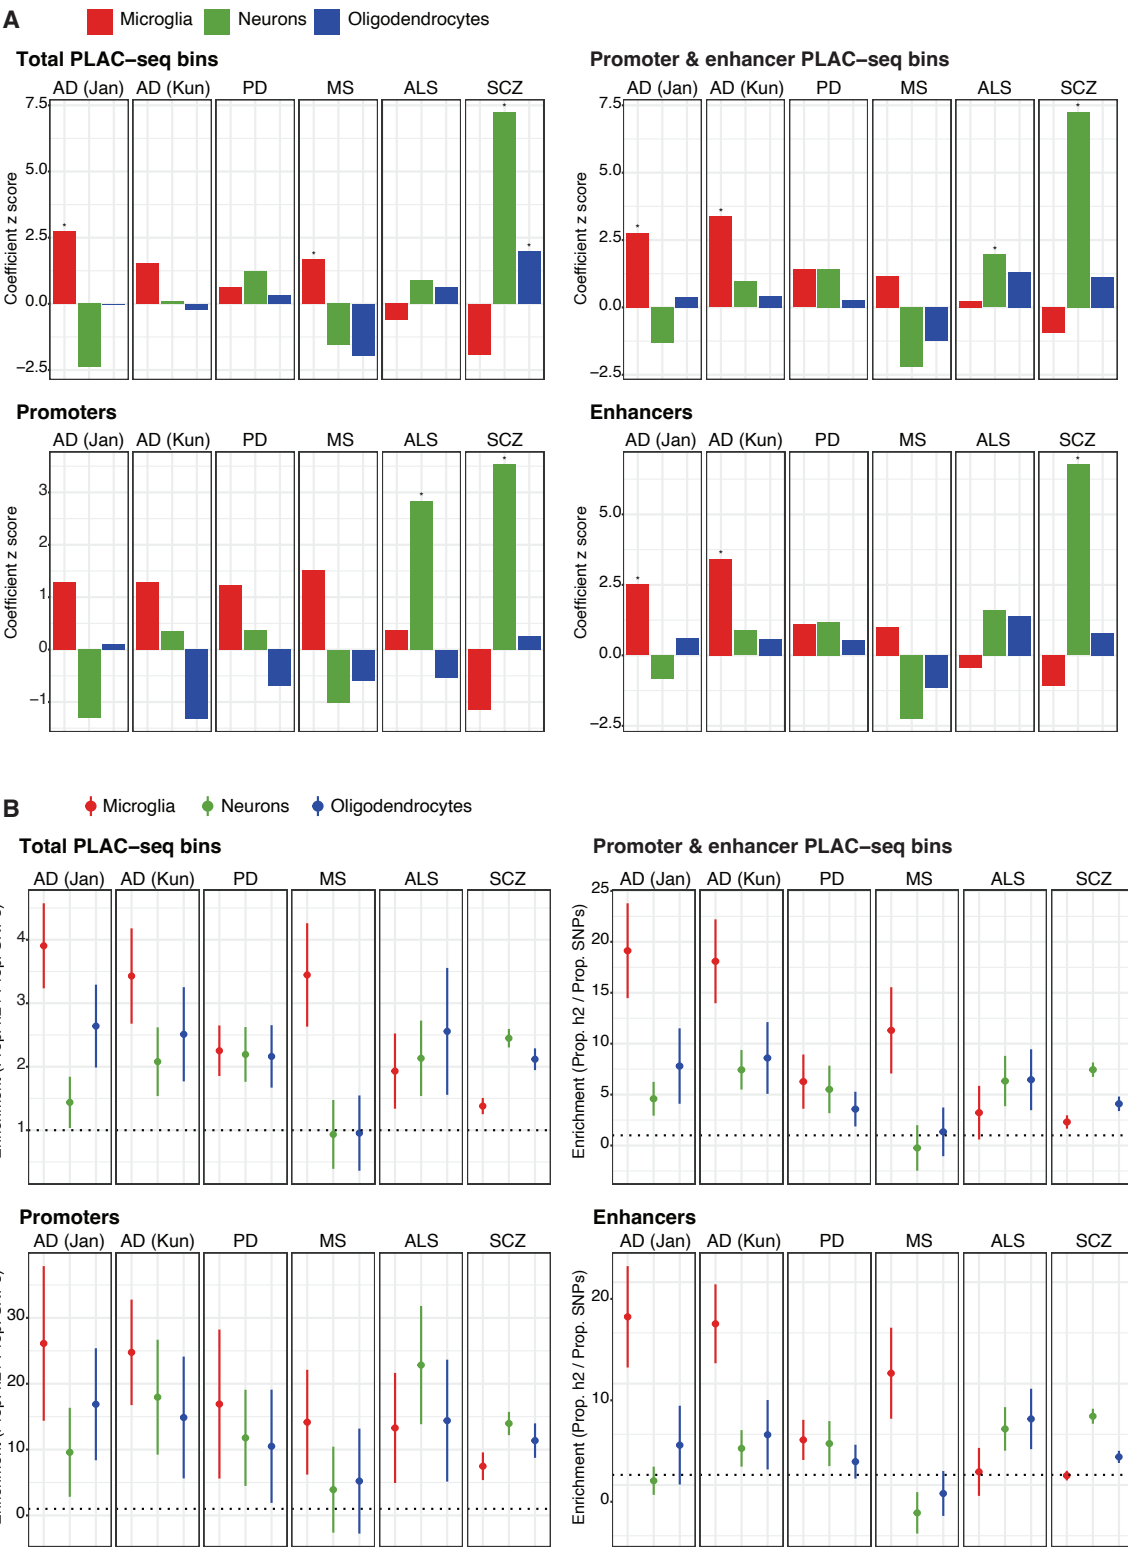 A
Microglia Neurons Oligodendrocytes
Total PLAC−seq bins
AD (Jan) AD (Kun) PD MS ALS SCZ
Coefficient z score
7.5
5.0
2.5
0.0
−2.5
* * * *
Promoter & enhancer PLAC−seq bins
AD (Jan) AD (Kun) PD MS ALS SCZ
Coefficient z score
7.5
5.0
2.5
0.0
−2.5
* * * *
Promoters
AD (Jan) AD (Kun) PD MS ALS SCZ
Coefficient z score
3
2
1
0
−1
* *
Enhancers
AD (Jan) AD (Kun) PD MS ALS SCZ
Coefficient z score
5.0
2.5
0.0
−2.5
* * *
B
Microglia Neurons Oligodendrocytes
Total PLAC−seq bins
AD (Jan) AD (Kun) PD MS ALS SCZ
4
3
2
1
Promoter & enhancer PLAC−seq bins
AD (Jan) AD (Kun) PD MS ALS SCZ
Enrichment (Prop. h2 / Prop. SNPs)
25
20
15
10
5
0
Promoters
AD (Jan) AD (Kun) PD MS ALS SCZ
30
20
10
0
Enhancers
AD (Jan) AD (Kun) PD MS ALS SCZ
Enrichment (Prop. h2 / Prop. SNPs)
20
10
0